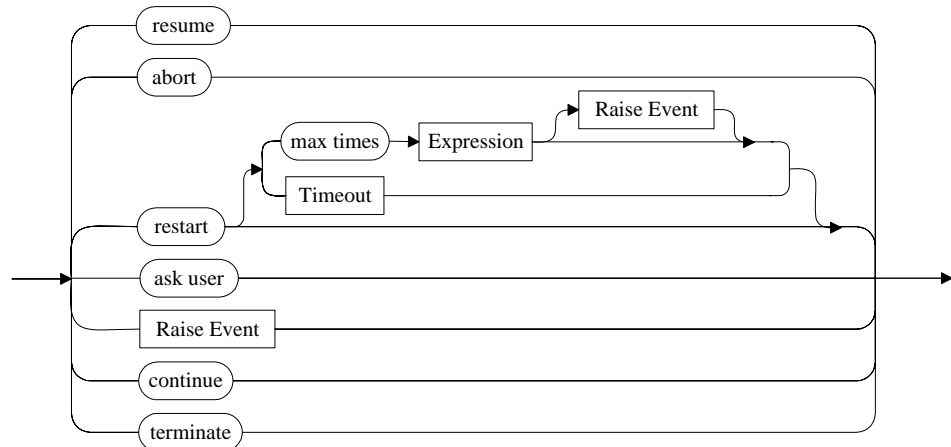 resume
abort
Raise Event
max times
Expression
Timeout
restart
ask user
Raise Event
continue
terminate